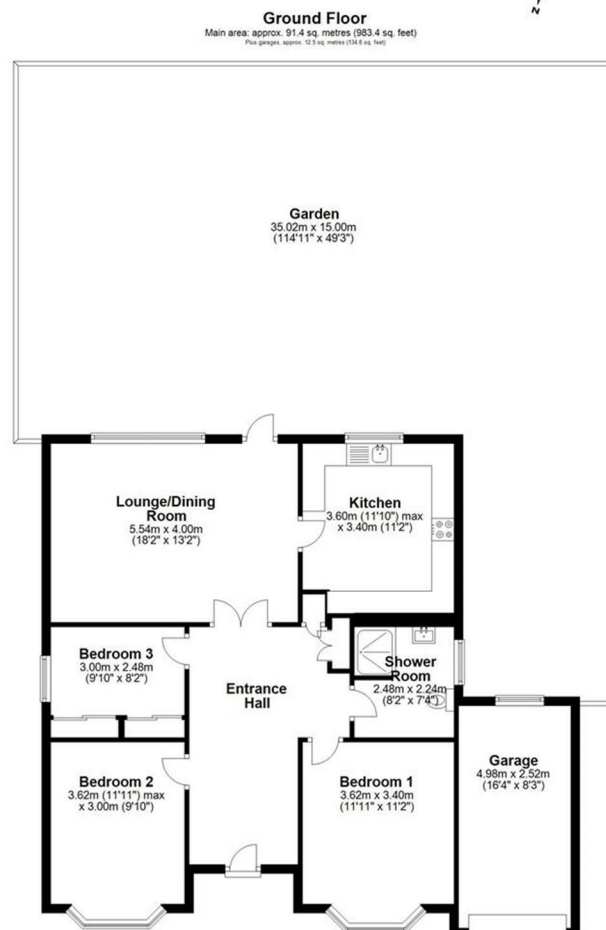 N
Ground Floor
Main area: approx. 91.4 sq. metres (983.4 sq. feet)
Plus garages, approx. 12.5 sq. metres (134.8 sq. feet)
Garden
35.02m x 15.00m
(114'11" x 49'3")
Lounge/Dining
Room
5.54m x 4.00m
(18'2" x 13'2")
Kitchen
3.60m (11'10") max
x 3.40m (11'2")
Bedroom 3
3.00m x 2.48m
(9'10" x 8'2")
Entrance
Hall
Shower
Room
2.48m x 2.24m
(8'2" x 7'4")
Bedroom 2
3.62m (11'11") max
x 3.00m (9'10")
Bedroom 1
3.62m x 3.40m
(11'11" x 11'2")
Garage
4.98m x 2.52m
(16'4" x 8'3")